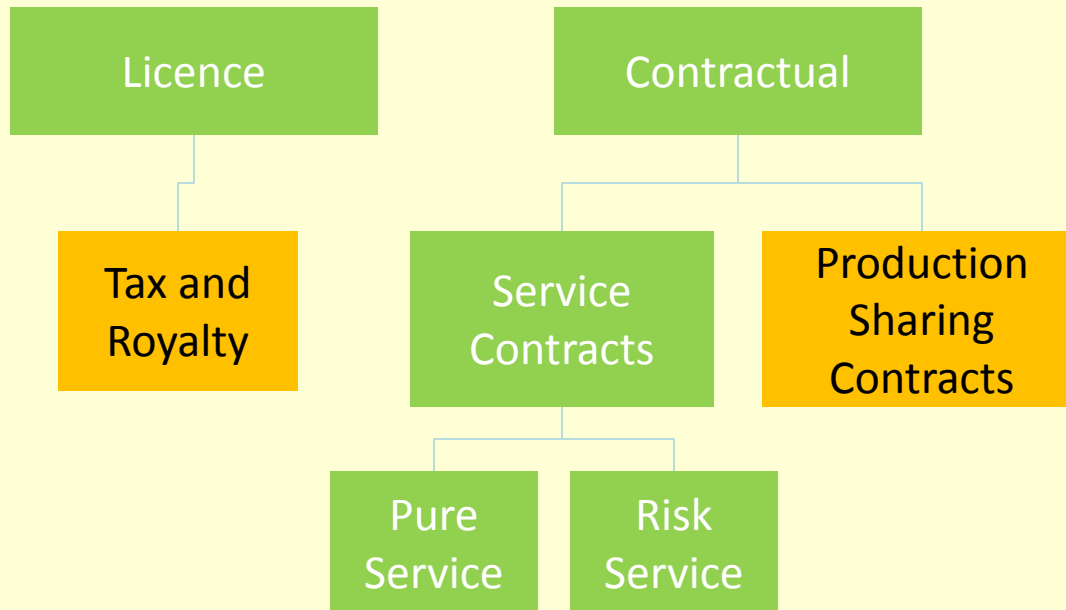 Licence
Contractual
Tax and
Royalty
Service
Contracts
Production
Sharing
Contracts
Pure
Service
Risk
Service